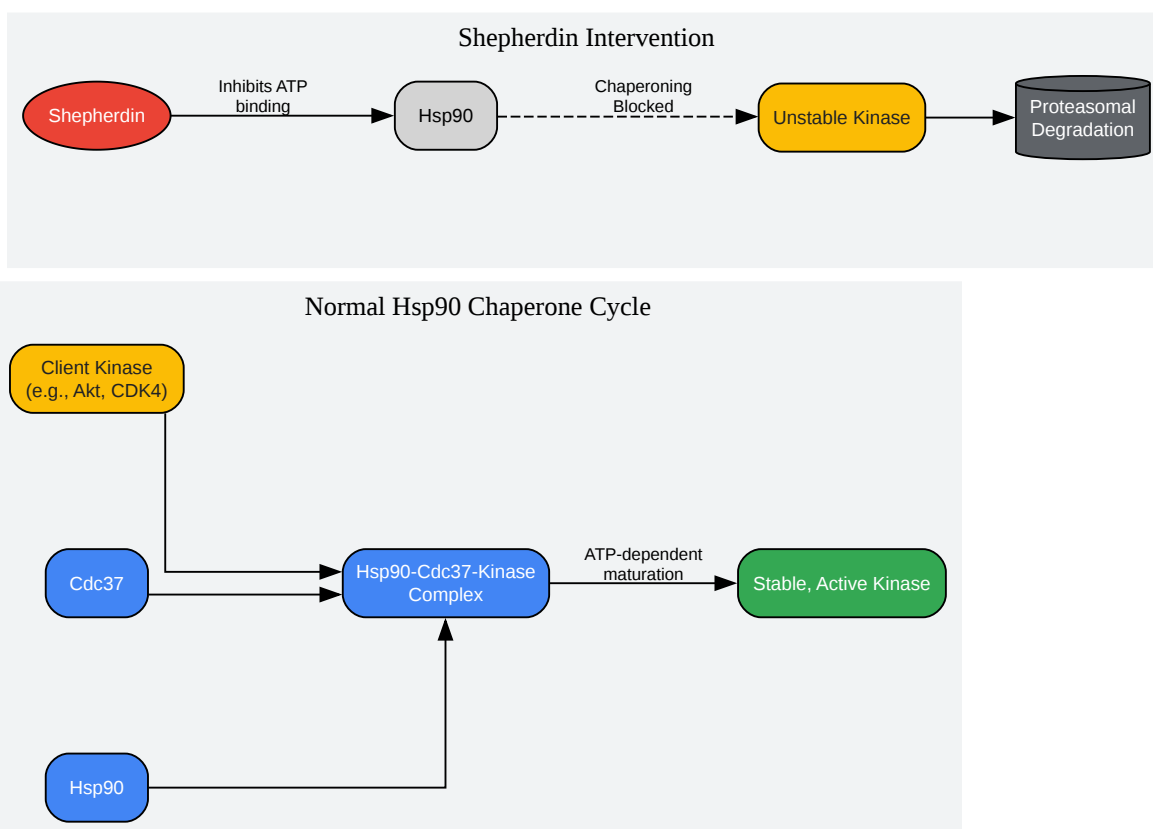 Shepherdin Intervention
Shepherdin
Inhibits ATP
binding
Hsp90
Chaperoning
Blocked
Unstable Kinase
Proteasomal
Degradation
Normal Hsp90 Chaperone Cycle
Client Kinase
(e.g., Akt, CDK4)
Cdc37
Hsp90-Cdc37-Kinase
Complex
ATP-dependent
maturation
Stable, Active Kinase
Hsp90